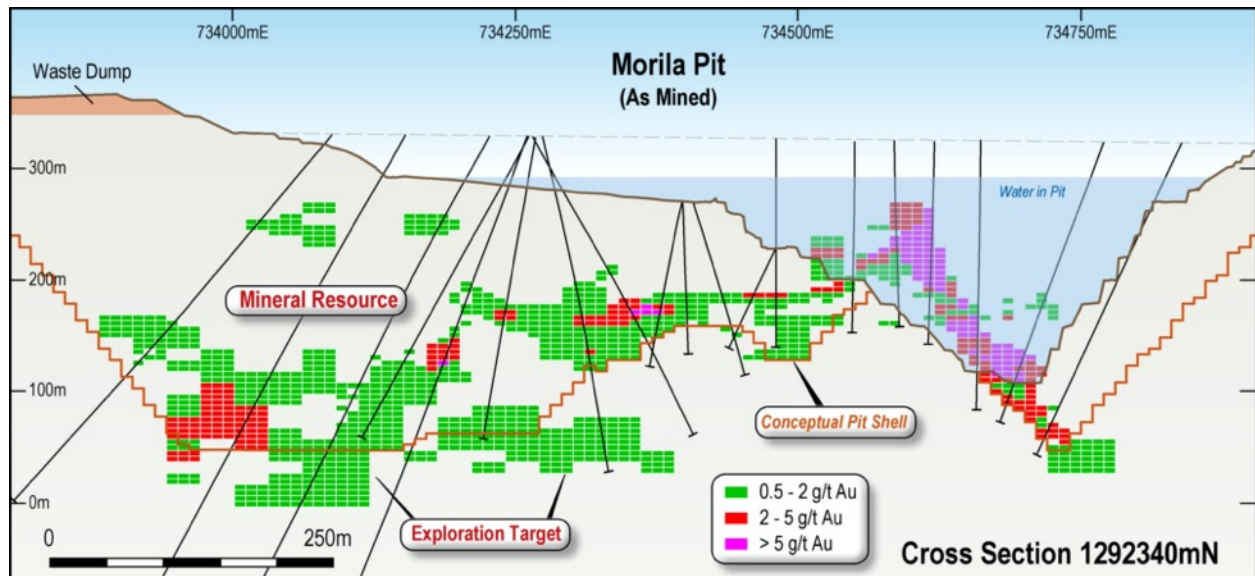 734000mE
734250mE
734500mE
734750mE
Morila Pit
(As Mined)
Waste Dump
300m
Water in Pit
200m
Mineral Resource
100m
Conceptual Pit Shell
0m
0.5 - 2 g/t Au
2 - 5 g/t Au
> 5 g/t Au
Exploration Target
0
250m
Cross Section 1292340mN